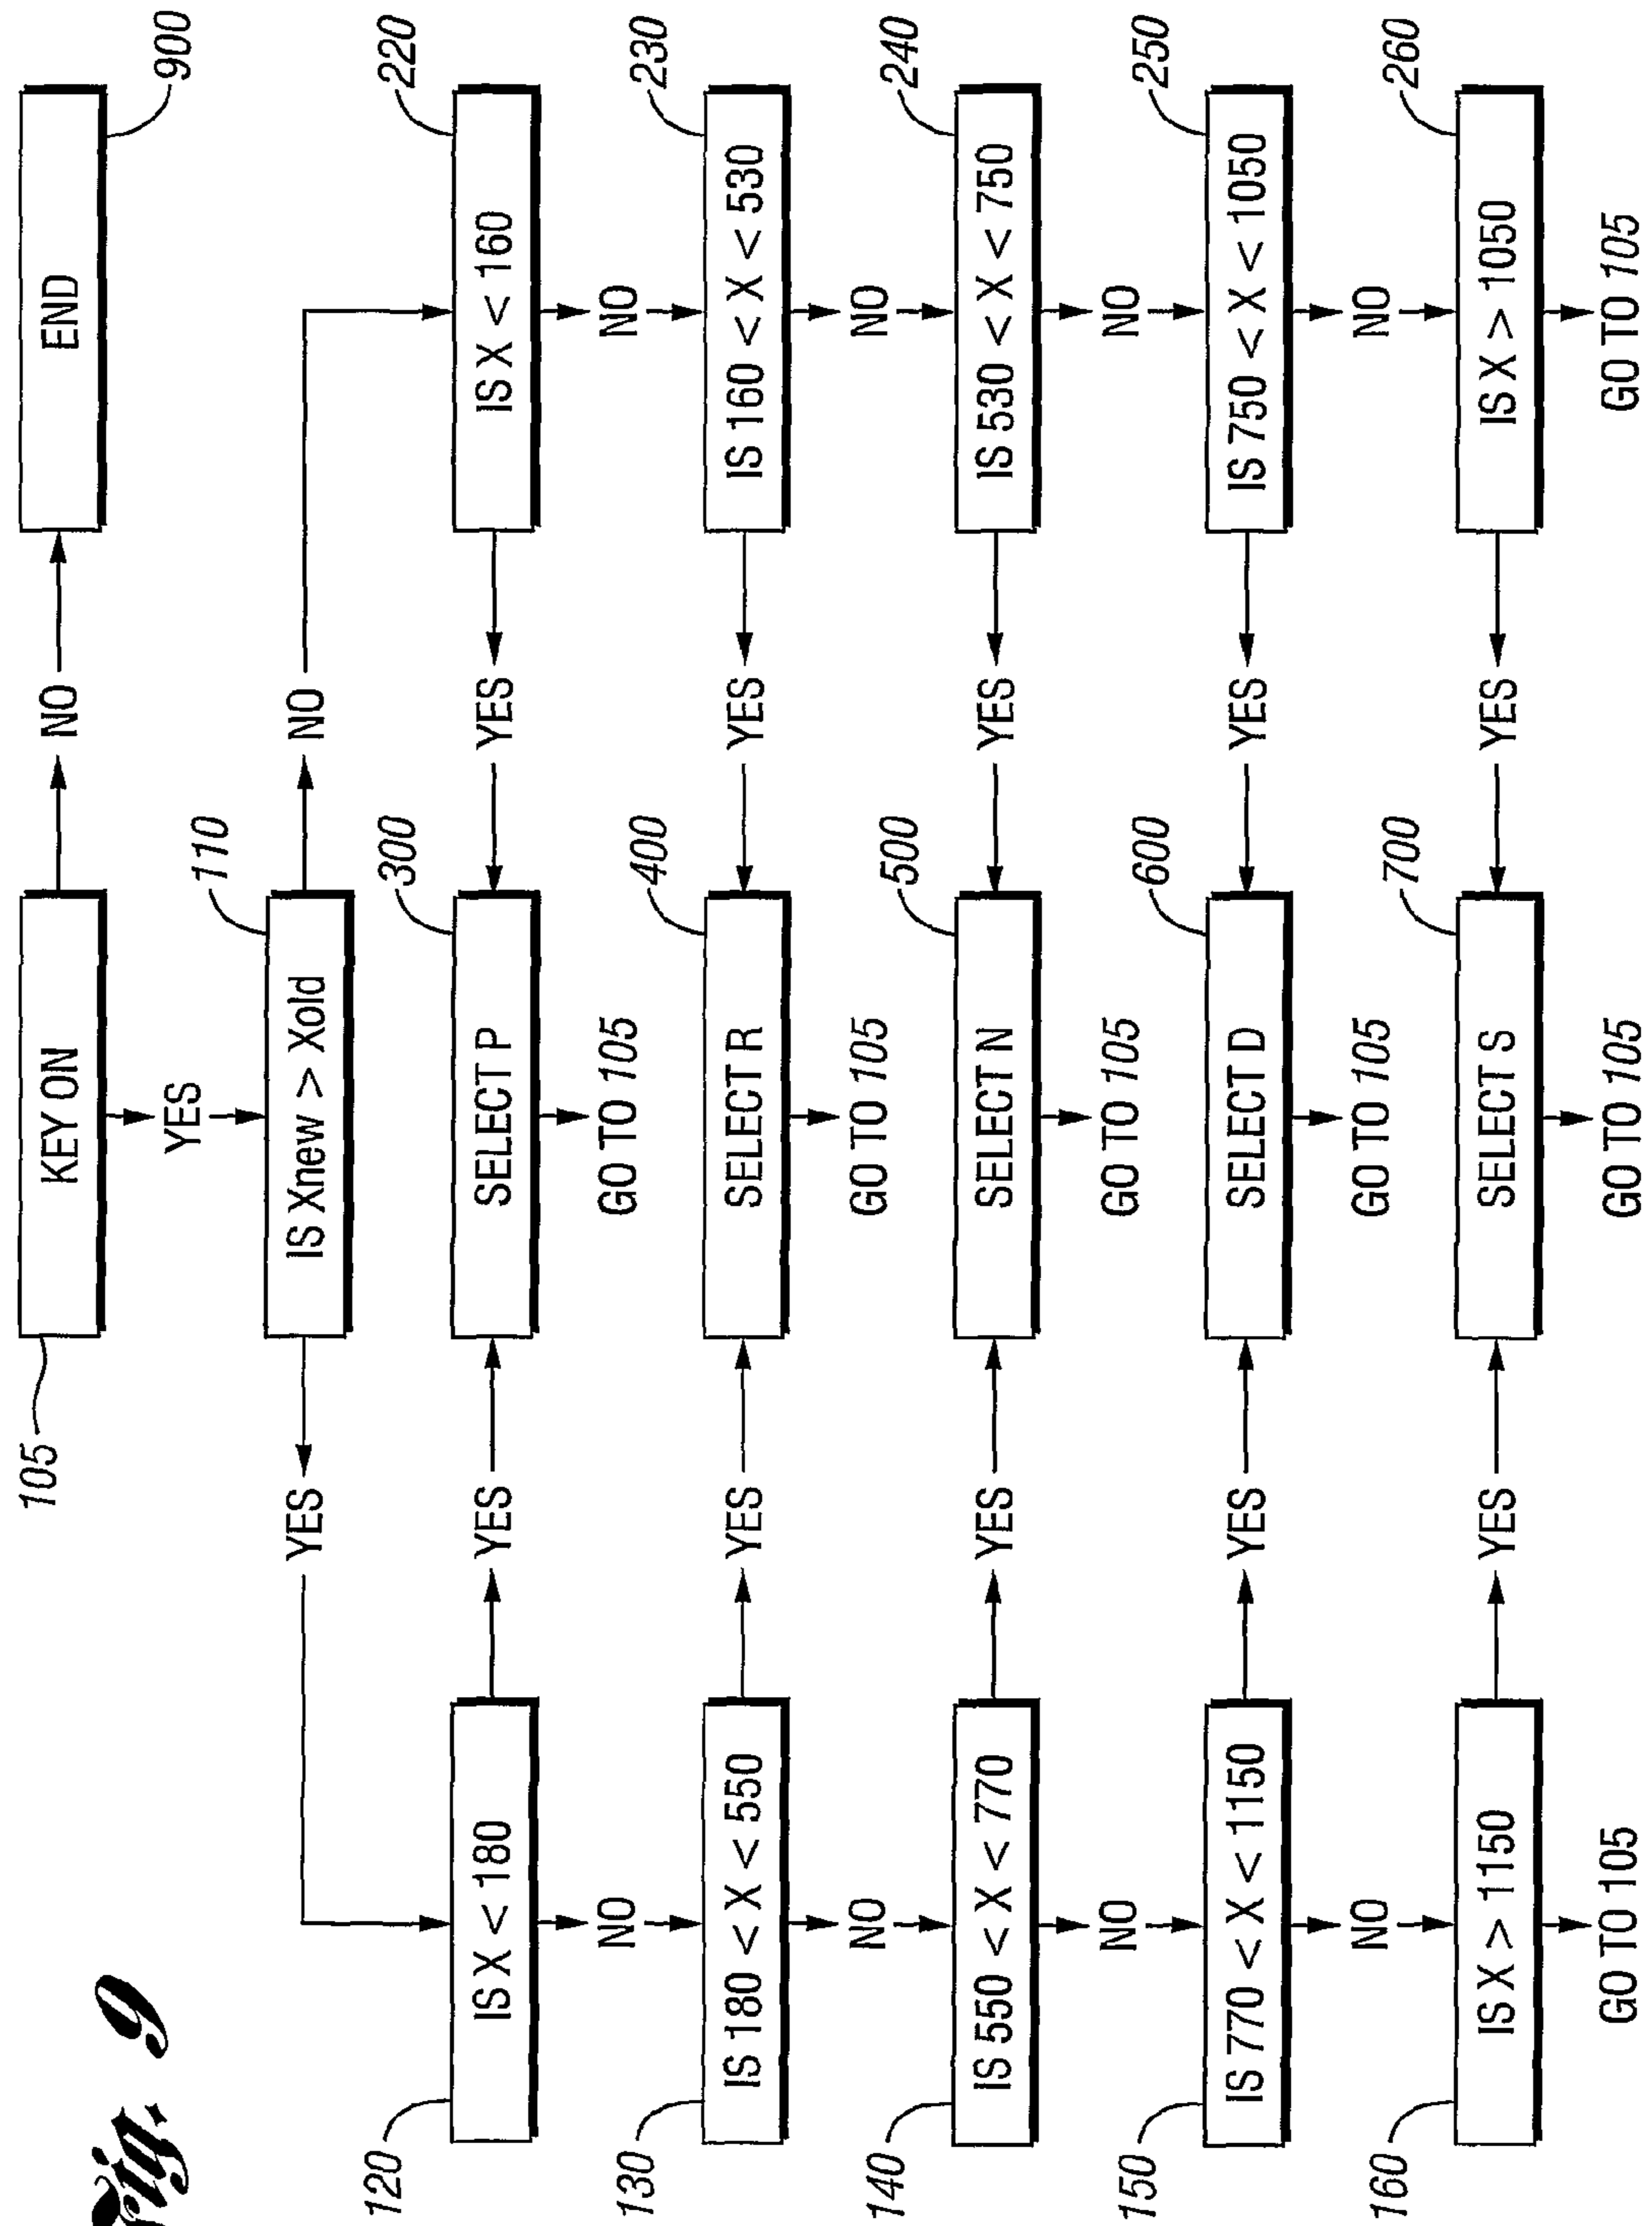 Fig. 9
105
KEY ON
NO
END
900
YES
110
YES
IS Xnew > Xold
NO
120
IS X < 180
YES
300
SELECT P
YES
220
IS X < 160
NO
GO TO 105
NO
130
IS 180 < X < 550
YES
400
SELECT R
YES
230
IS 160 < X < 530
NO
GO TO 105
NO
140
IS 550 < X < 770
YES
500
SELECT N
YES
240
IS 530 < X < 750
NO
GO TO 105
NO
150
IS 770 < X < 1150
YES
600
SELECT D
YES
250
IS 750 < X < 1050
NO
GO TO 105
NO
160
IS X > 1150
YES
700
SELECT S
YES
260
IS X > 1050
GO TO 105
GO TO 105
GO TO 105